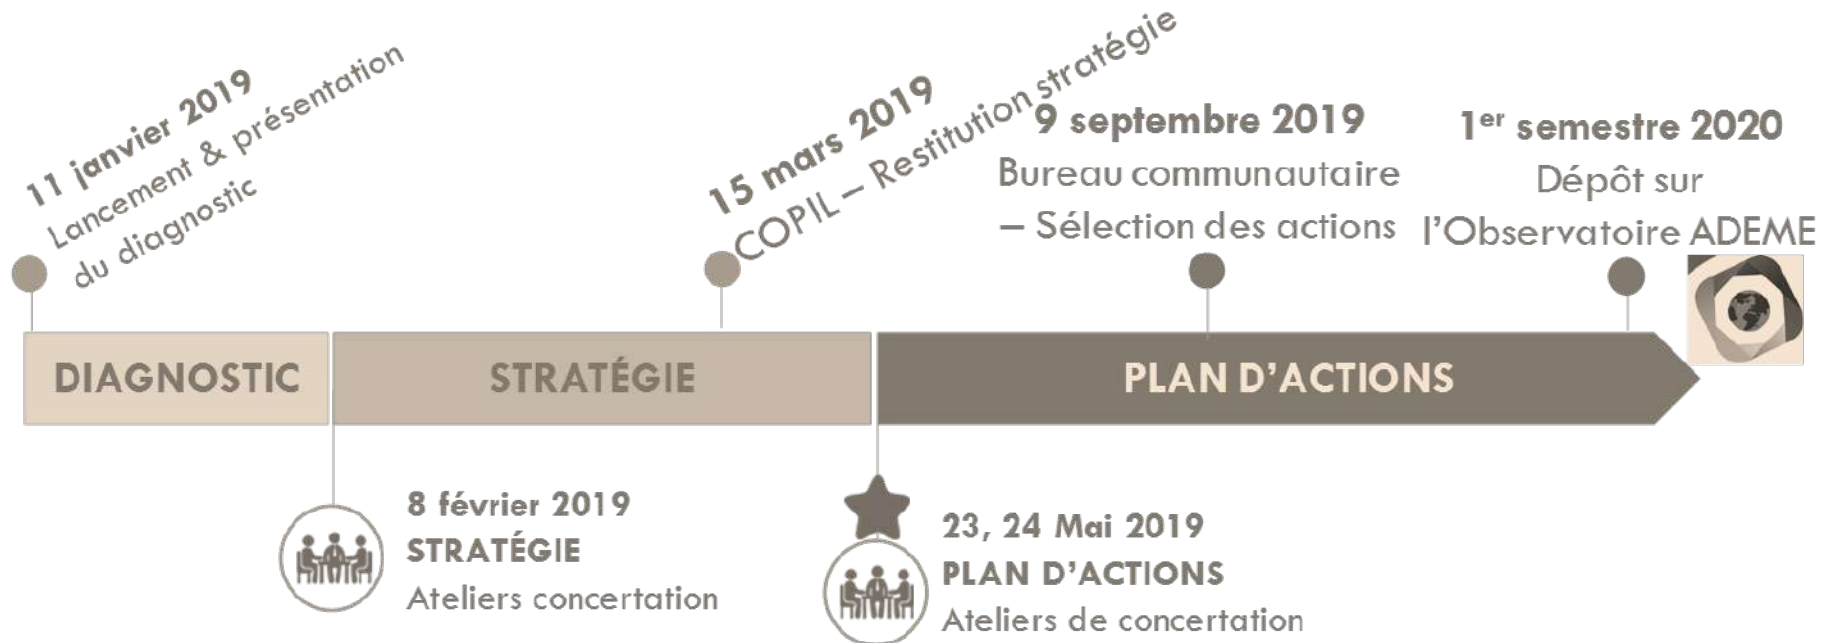 11 janvier 2019
Lancement & présentation
du diagnostic
15 mars 2019
COPIL – Restitution stratégie
9 septembre 2019
Bureau communautaire
– Sélection des actions
1er semestre 2020
Dépôt sur
l'Observatoire ADEME
DIAGNOSTIC
STRATÉGIE
PLAN D'ACTIONS
8 février 2019
STRATÉGIE
Ateliers concertation
23, 24 Mai 2019
PLAN D'ACTIONS
Ateliers de concertation